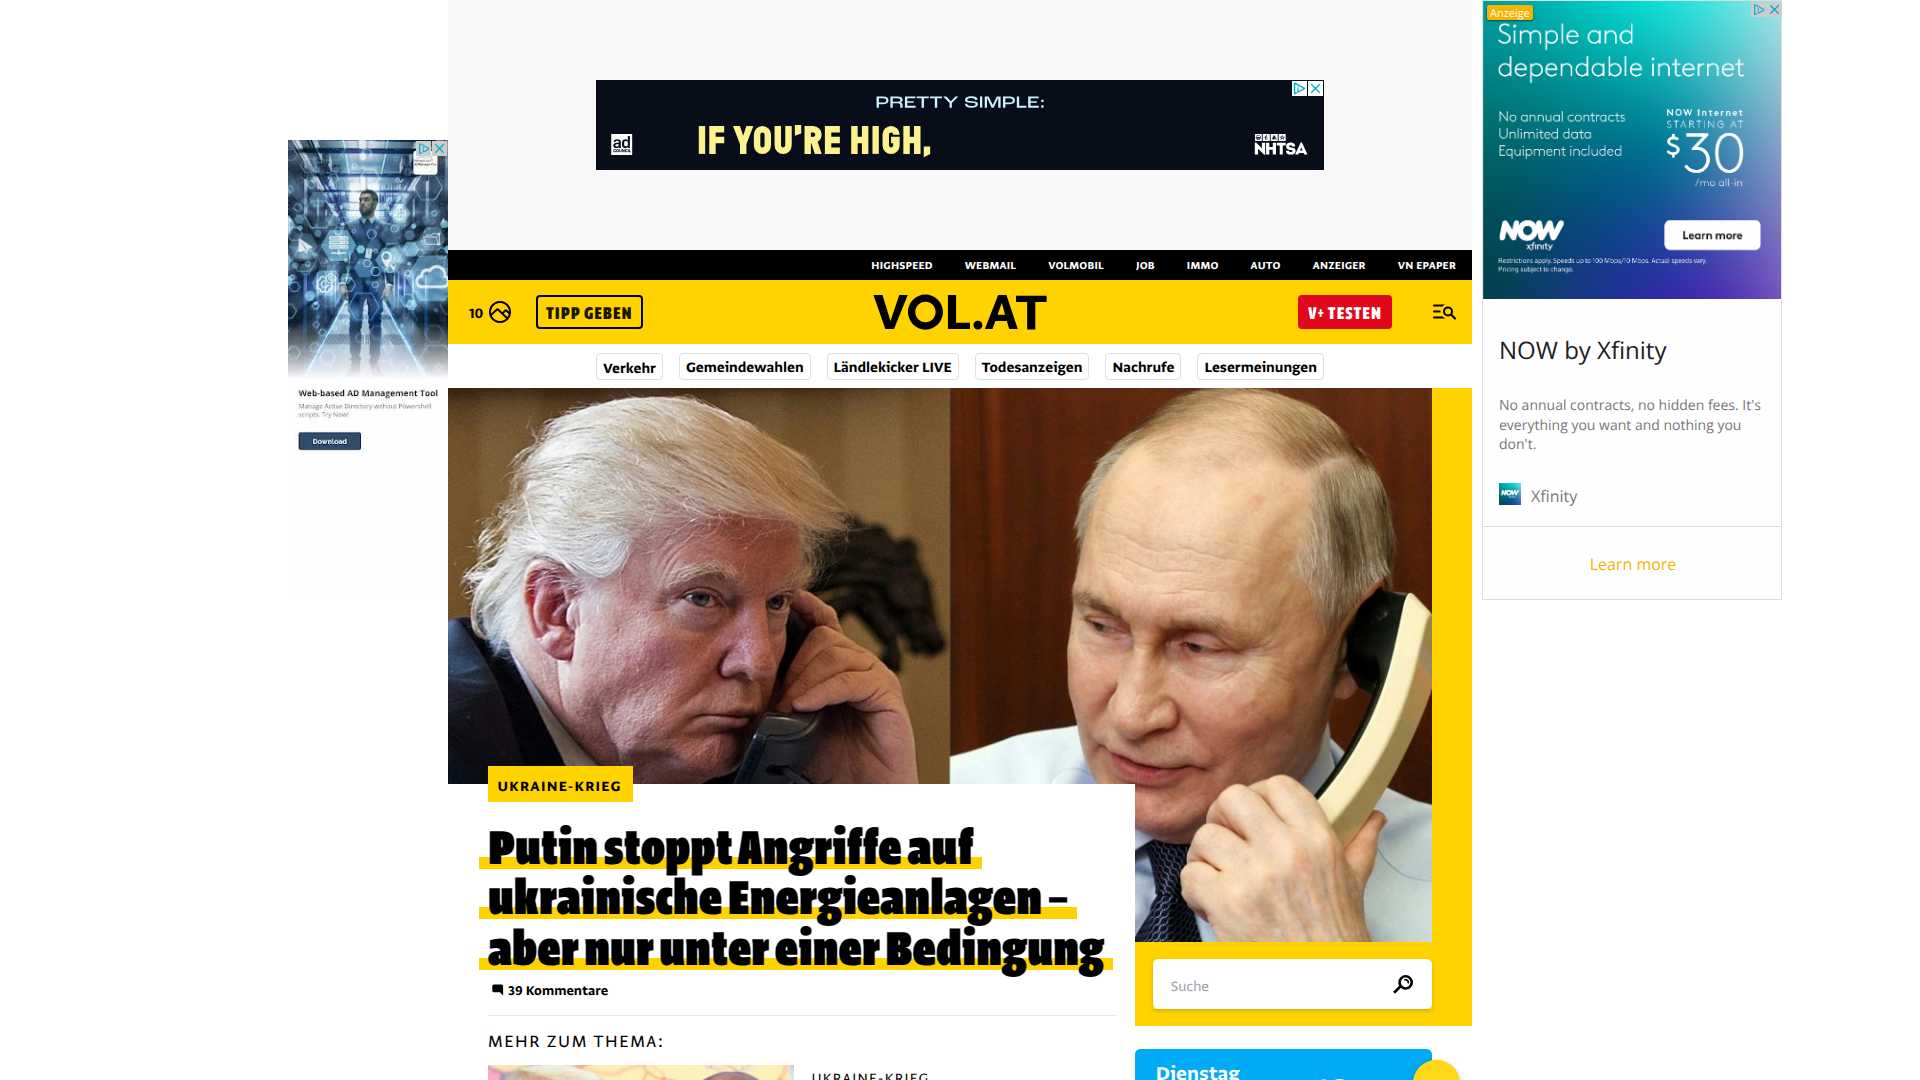 Anzeige
Simple and
dependable internet
No annual contracts
Unlimited data
Equipment included
NOW Internet
STARTING AT
$30
/mo all-in
NOW
xfinity
Learn more
Restrictions apply. Speeds up to 100 Mbps/10 Mbps. Actual speeds vary.
Pricing subject to change.
PRETTY SIMPLE:
IF YOU'RE HIGH,
ad
COUNCIL
NHTSA
Web-based AD Management Tool
Manage Active Directory without Powershell
scripts. Try Now!
Download
HIGHSPEED WEBMAIL VOLMOBIL JOB IMMO AUTO ANZEIGER VN EPAPER
10
TIPP GEBEN
VOL.AT
V+ TESTEN
Verkehr Gemeindewahlen Ländlekicker LIVE Todesanzeigen Nachrufe Lesermeinungen
NOW by Xfinity
No annual contracts, no hidden fees. It's
everything you want and nothing you
don't.
NOW
Xfinity
Learn more
UKRAINE-KRIEG
Putin stoppt Angriffe auf
ukrainische Energieanlagen –
aber nur unter einer Bedingung
39 Kommentare
Suche
MEHR ZUM THEMA:
UKRAINE-KRIEG
Dienstag